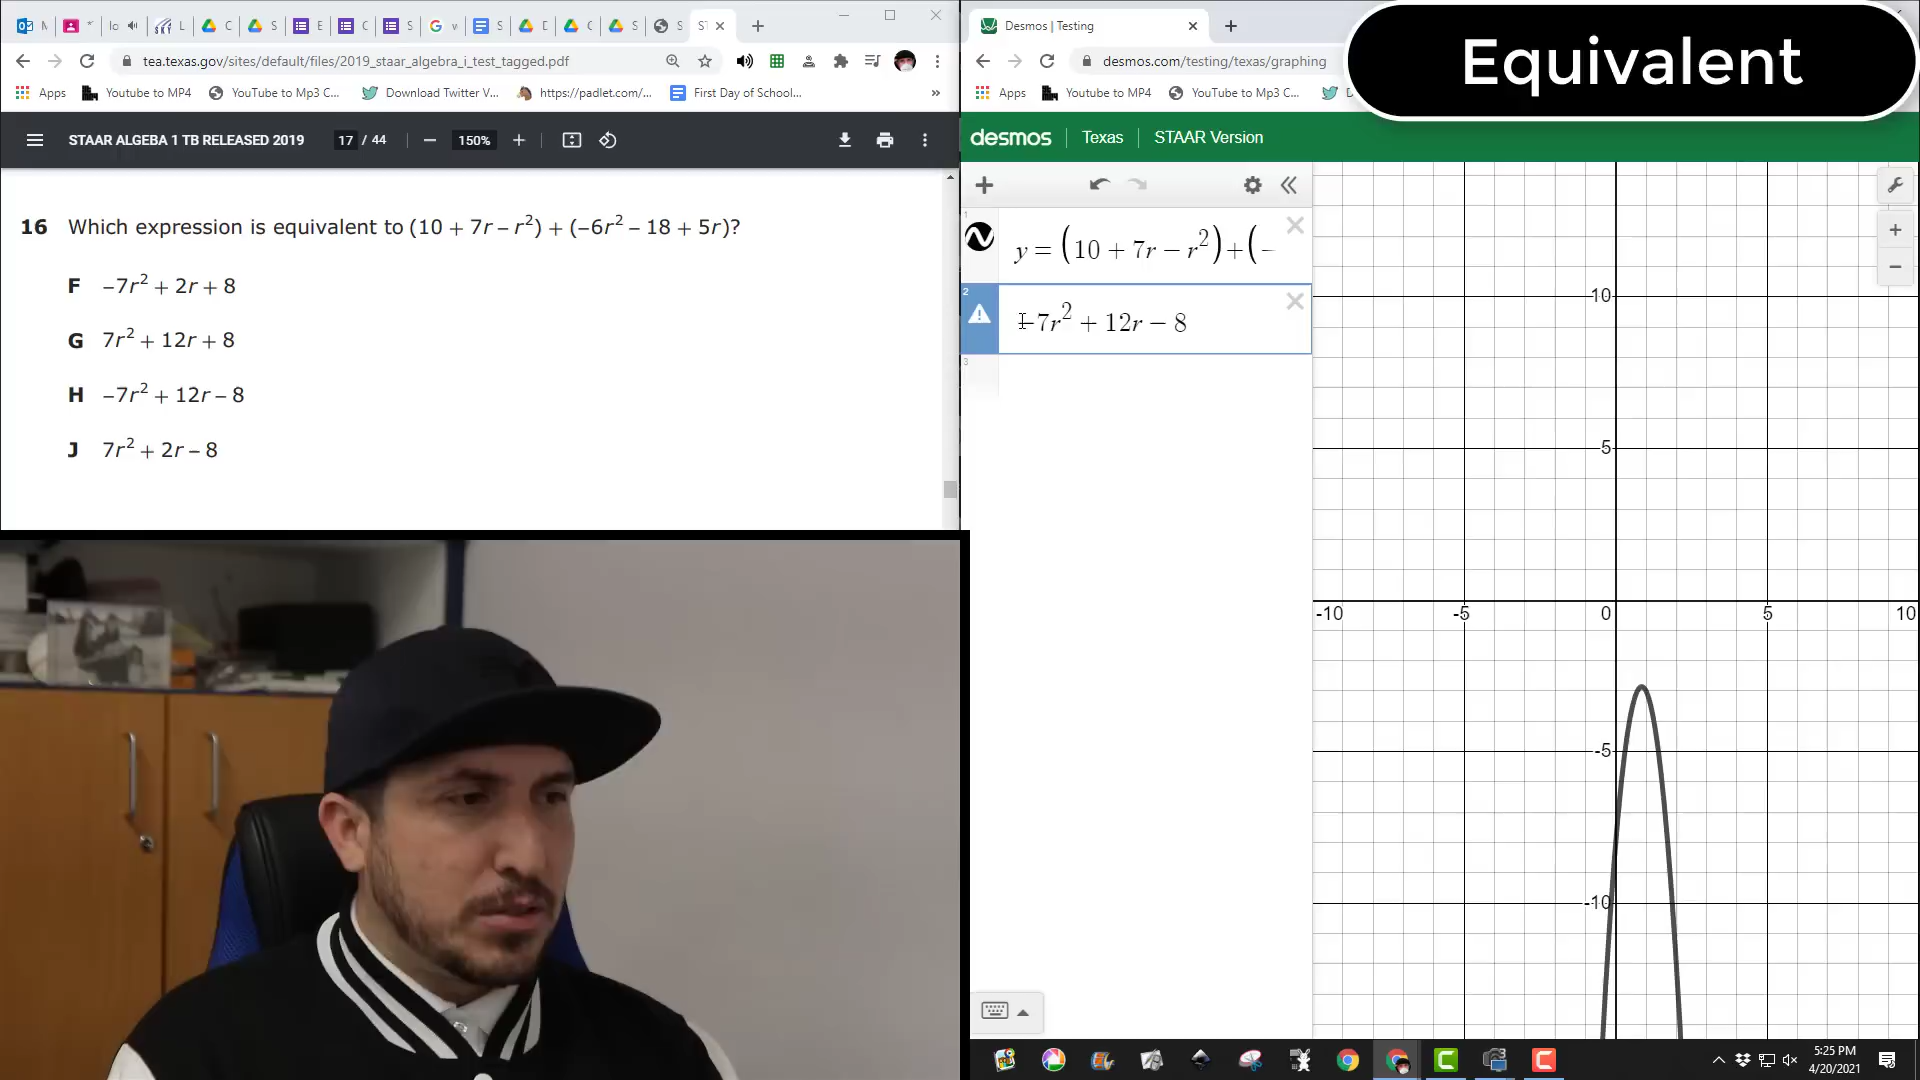 tea.texas.gov/sites/default/files/2019_staar_algebra_i_test_tagged.pdf
Apps Youtube to MP4 YouTube to Mp3 C... Download Twitter V... https://padlet.com/... First Day of School... »
STAAR ALGEBA 1 TB RELEASED 2019 17 / 44 − 150% +
16 Which expression is equivalent to (10 + 7r – r²) + (–6r² – 18 + 5r)?
F –7r² + 2r + 8
G 7r² + 12r + 8
H –7r² + 12r – 8
J 7r² + 2r – 8
Desmos | Testing
desmos.com/testing/texas/graphing
Apps Youtube to MP4 YouTube to Mp3 C...
Equivalent
desmos Texas STAAR Version
1
y = (10 + 7r − r²)+(−
2
−7r² + 12r − 8
3
10
5
-10 -5 0 5 10
-5
-10
5:25 PM
4/20/2021